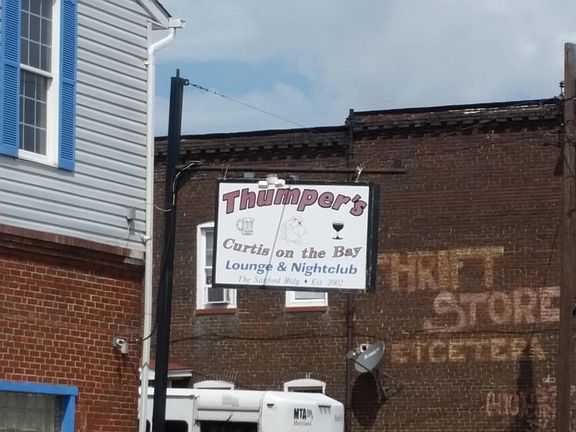 Thumper's
Curtis on the Bay
Lounge & Nightclub
The Sanford Bldg. • Est. 2002
THRIFT
STORE
ETCETERA
MTA
Maryland